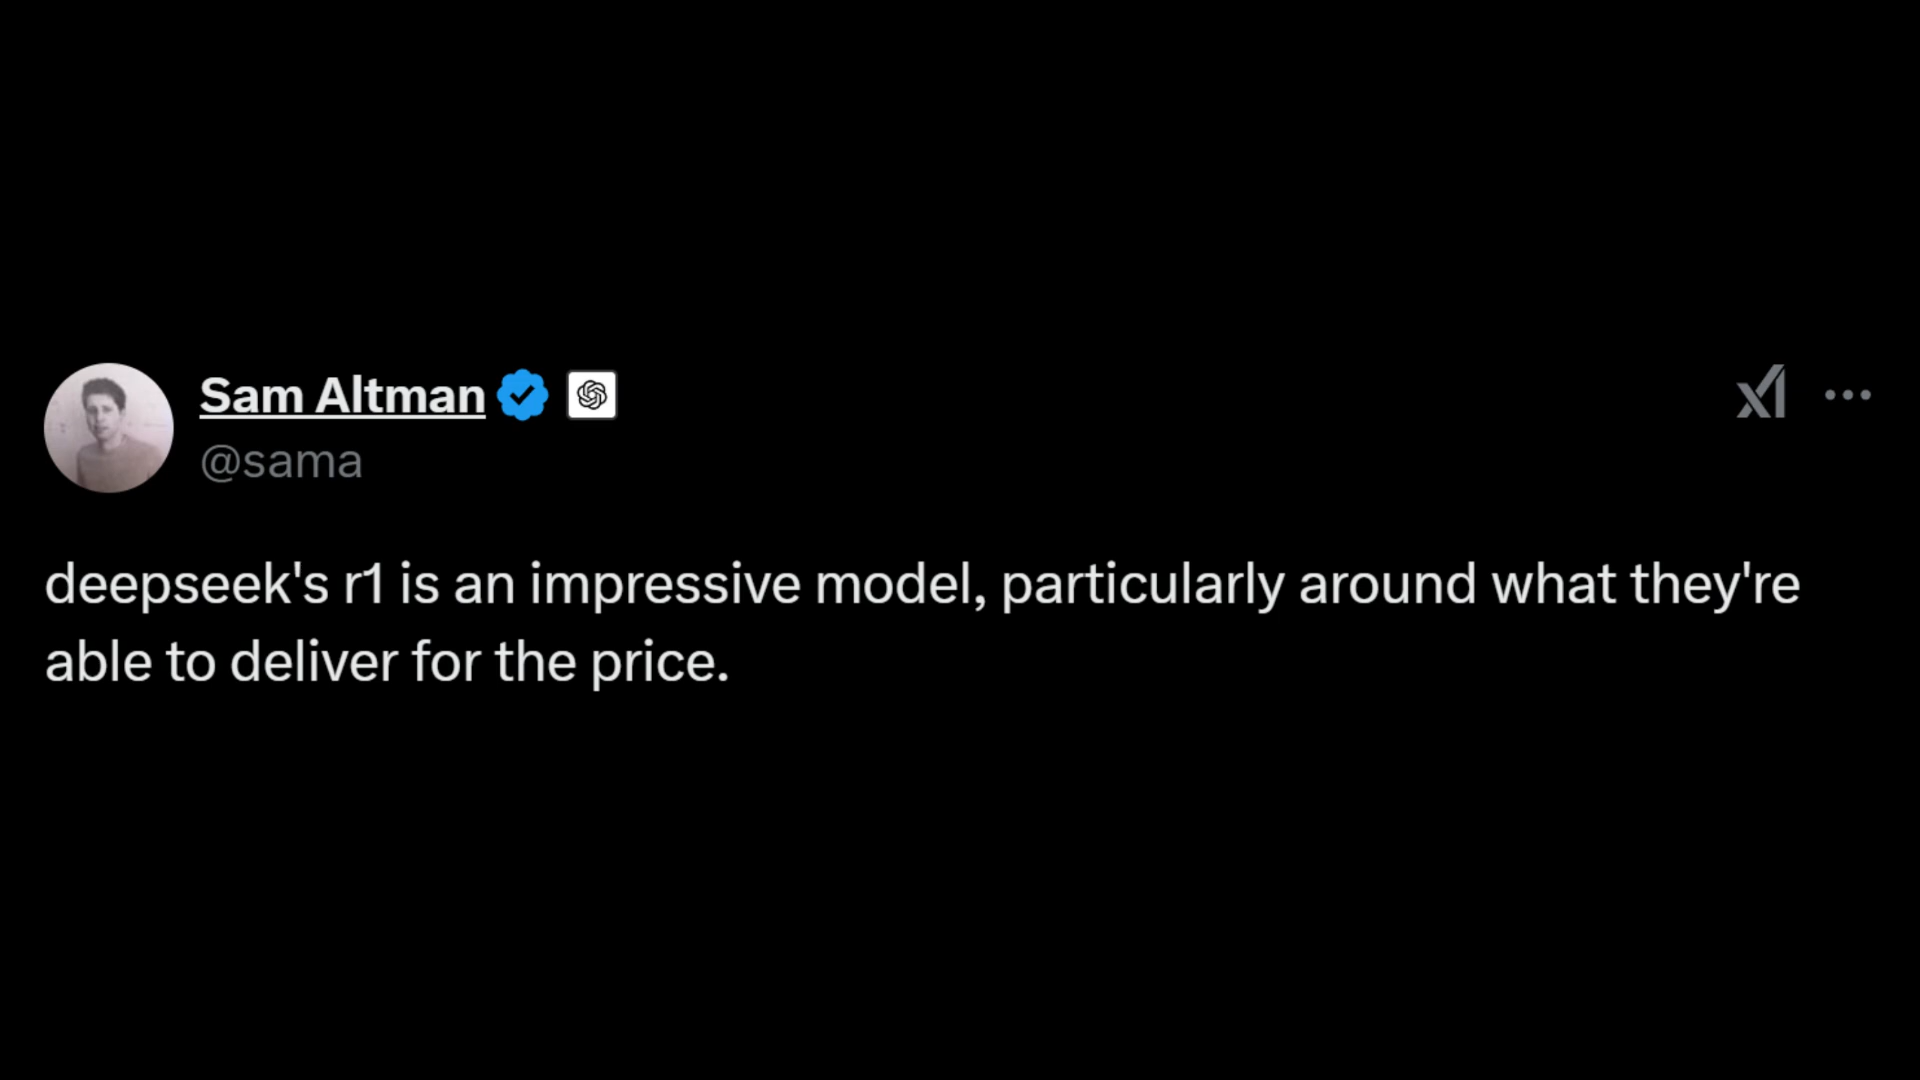 Sam Altman
@sama
deepseek's r1 is an impressive model, particularly around what they're
able to deliver for the price.